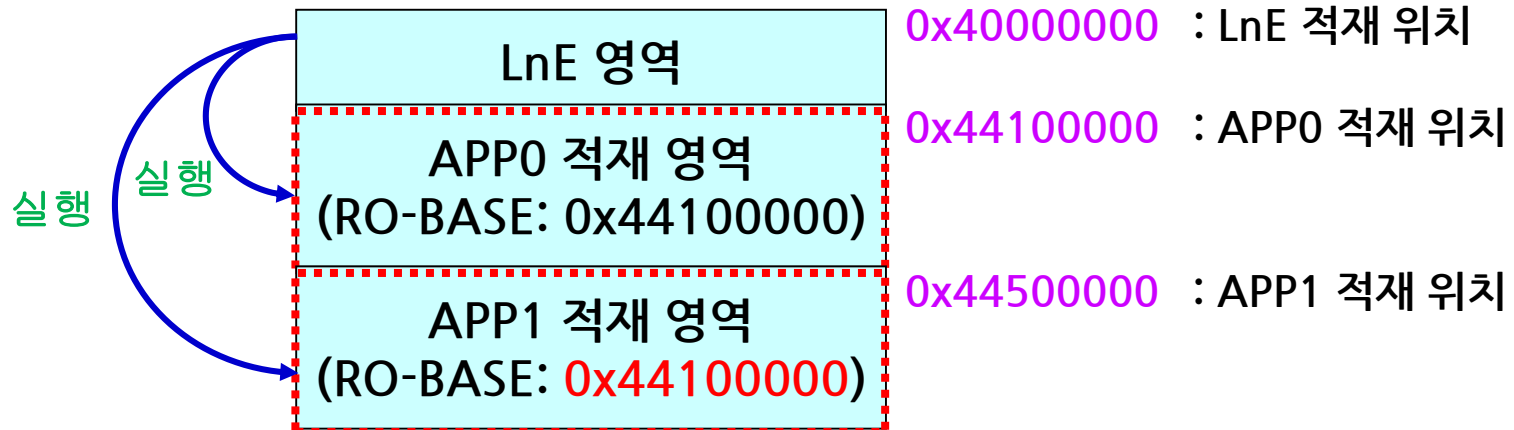 0x40000000 : LnE 적재 위치
LnE 영역
0x44100000 : APP0 적재 위치
APP0 적재 영역
(RO-BASE: 0x44100000)
실행
실행
0x44500000 : APP1 적재 위치
APP1 적재 영역
(RO-BASE: 0x44100000)